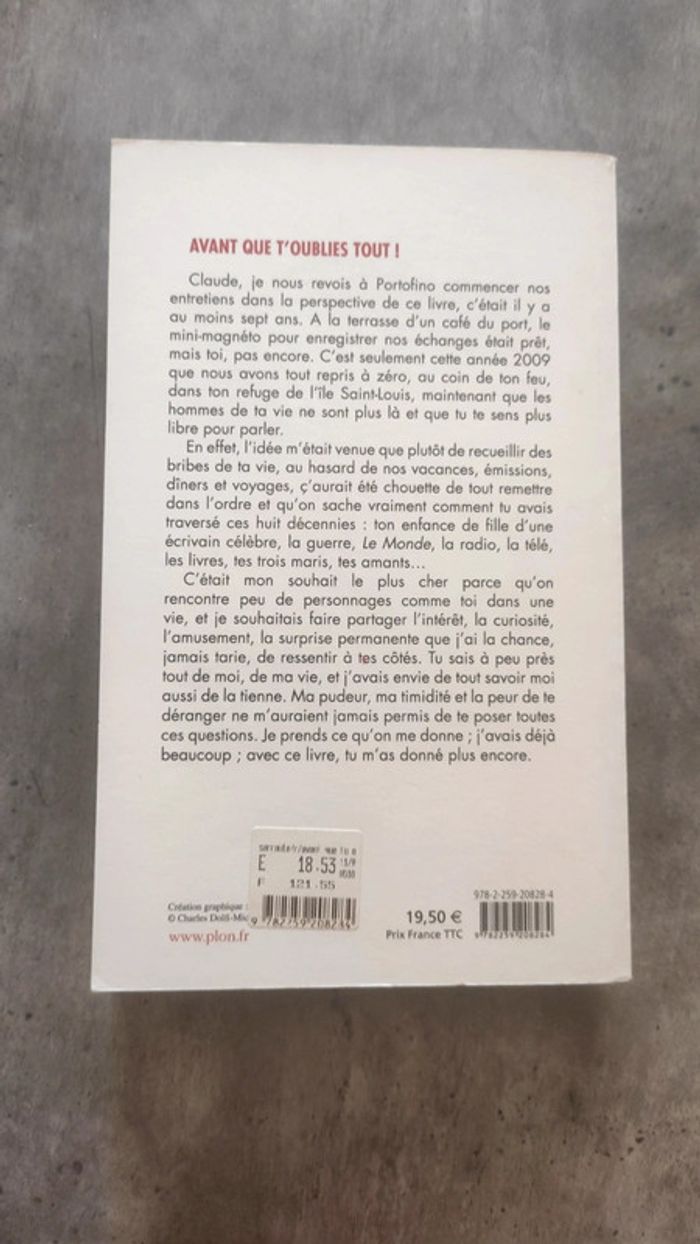 AVANT QUE T'OUBLIES TOUT !
Claude, je nous revois à Portofino commencer nos
entretiens dans la perspective de ce livre, c'était il y a
au moins sept ans. A la terrasse d'un café du port, le
mini-magnéto pour enregistrer nos échanges était prêt,
mais toi, pas encore. C'est seulement cette année 2009
que nous avons tout repris à zéro, au coin de ton feu,
dans ton refuge de l'île Saint-Louis, maintenant que les
hommes de ta vie ne sont plus là et que tu te sens plus
libre pour parler.
En effet, l'idée m'était venue que plutôt de recueillir des
bribes de ta vie, au hasard de nos vacances, émissions,
dîners et voyages, ç'aurait été chouette de tout remettre
dans l'ordre et qu'on sache vraiment comment tu avais
traversé ces huit décennies : ton enfance de fille d'une
écrivain célèbre, la guerre, Le Monde, la radio, la télé,
les livres, tes trois maris, tes amants...
C'était mon souhait le plus cher parce qu'on
rencontre peu de personnages comme toi dans une
vie, et je souhaitais faire partager l'intérêt, la curiosité,
l'amusement, la surprise permanente que j'ai la chance,
jamais tarie, de ressentir à tes côtés. Tu sais à peu près
tout de moi, de ma vie, et j'avais envie de tout savoir moi
aussi de la tienne. Ma pudeur, ma timidité et la peur de te
déranger ne m'auraient jamais permis de te poser toutes
ces questions. Je prends ce qu'on me donne ; j'avais déjà
beaucoup ; avec ce livre, tu m'as donné plus encore.
E 18.53
F 121.55
Création graphique :
© Charles
www.plon.fr
19,50 €
Prix France TTC
978-2-259-20828-4
9 782259 208284